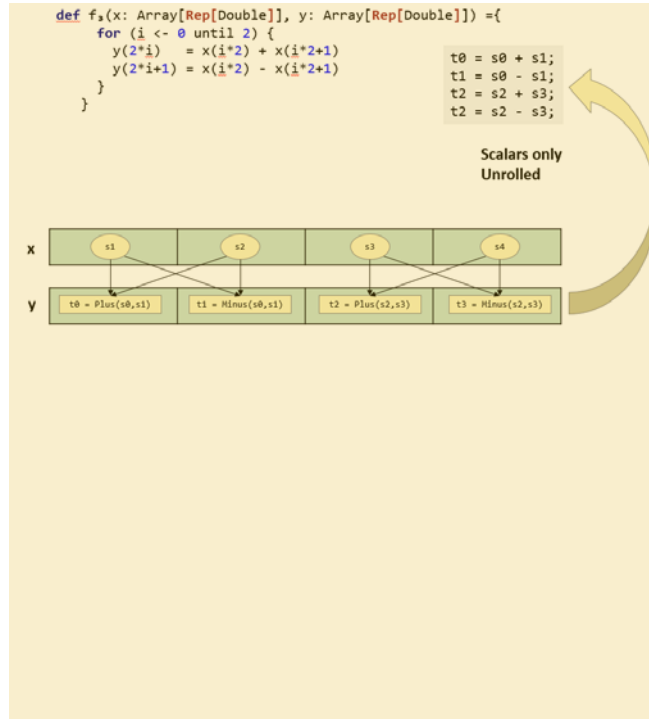 def f₃(x: Array[Rep[Double]], y: Array[Rep[Double]]) ={
for (i <- 0 until 2) {
y(2*i)   = x(i*2) + x(i*2+1)
y(2*i+1) = x(i*2) - x(i*2+1)
}
}
t0 = s0 + s1;
t1 = s0 - s1;
t2 = s2 + s3;
t2 = s2 - s3;
Scalars only
Unrolled
x s1 s2 s3 s4
y t0 = Plus(s0,s1) t1 = Minus(s0,s1) t2 = Plus(s2,s3) t3 = Minus(s2,s3)